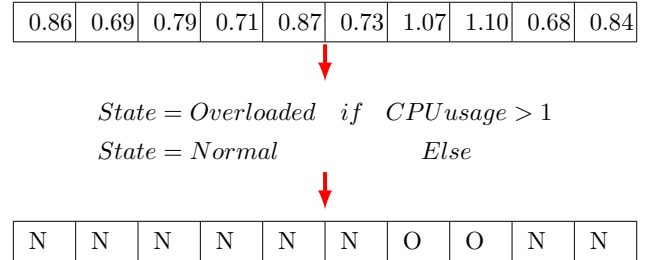 0.86 0.69 0.79 0.71 0.87 0.73 1.07 1.10 0.68 0.84
State = Overloaded if CPUusage > 1
State = Normal Else
N N N N N N O O N N